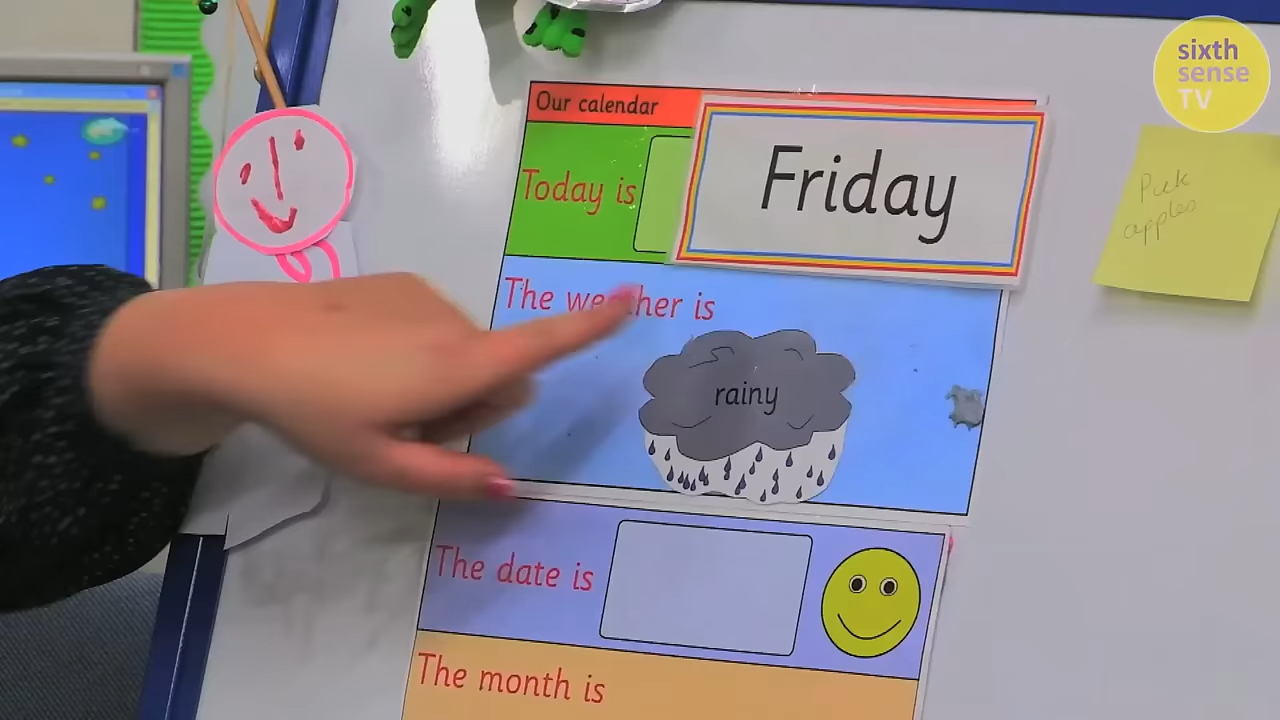 sixth
sense
TV
Our calendar
Today is
Friday
Pick
apples
The weather is
rainy
The date is
The month is